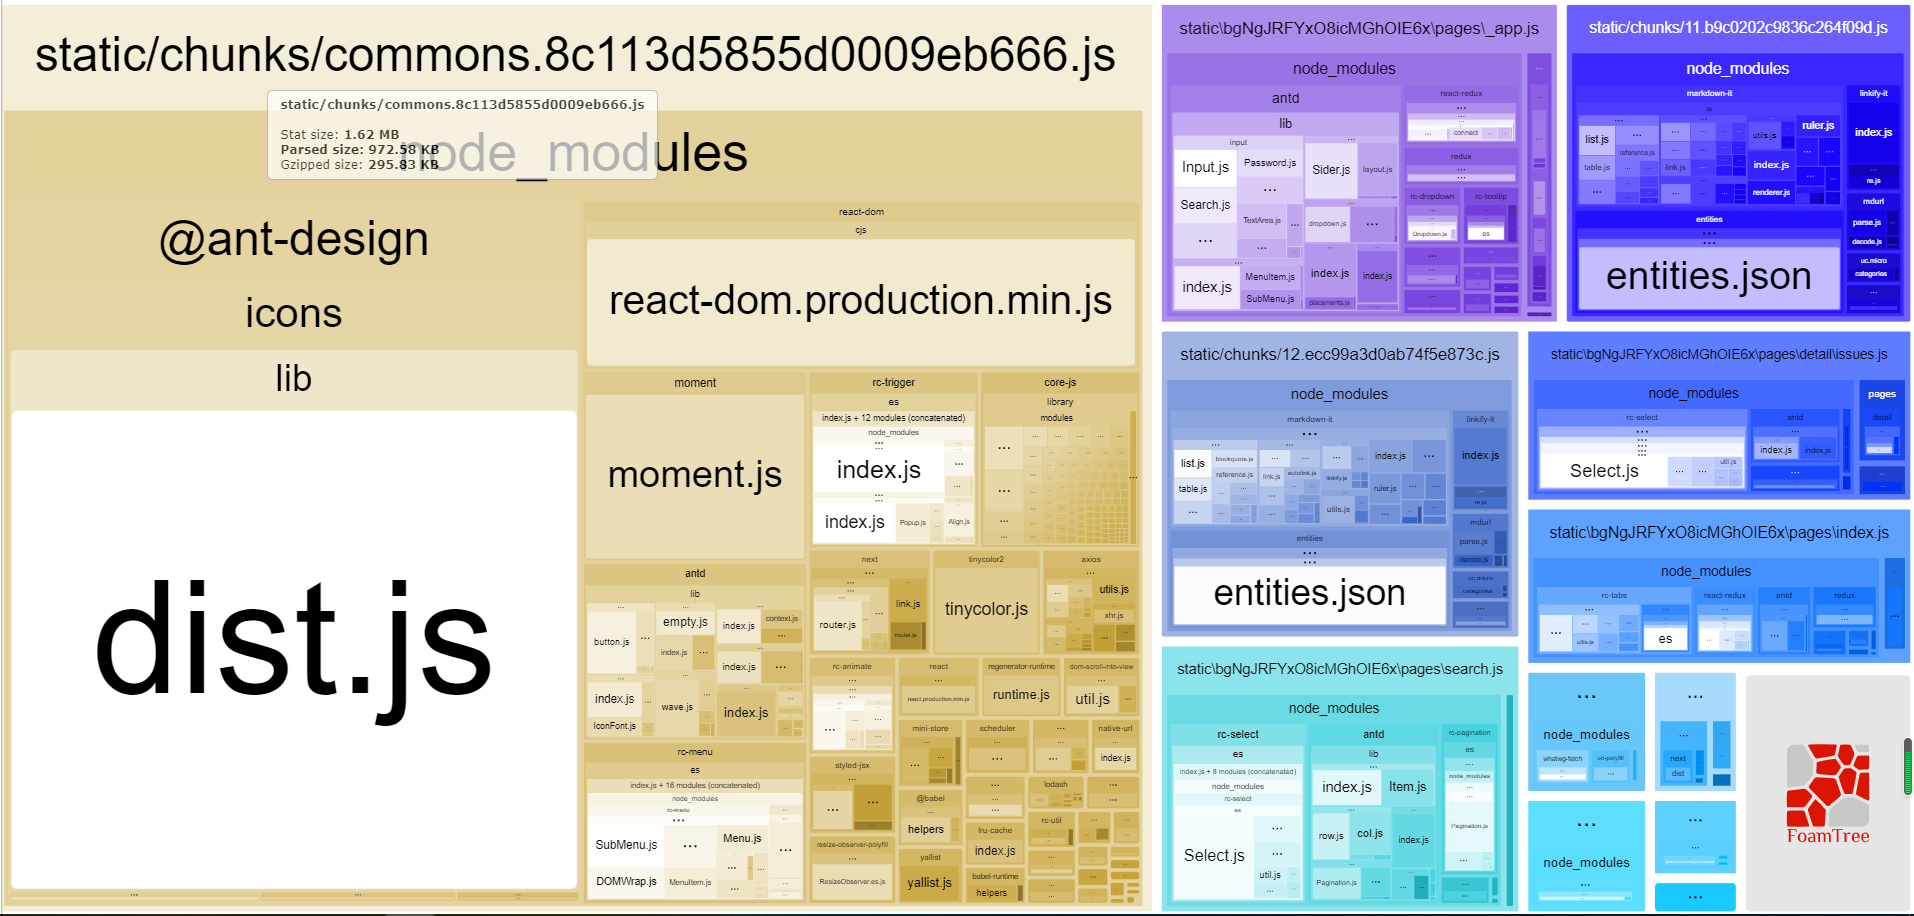 static/chunks/commons.8c113d5855d0009eb666.js
static/chunks/commons.8c113d5855d0009eb666.js
Stat size: 1.62 MB
Parsed size: 972.58 KB
Gzipped size: 295.83 KB
node_modules
@ant-design
icons
lib
dist.js
react-dom
cjs
react-dom.production.min.js
moment
moment.js
rc-trigger
es
index.js + 12 modules (concatenated)
node_modules
...
index.js
...
index.js
Popup.js
Align.js
core-js
library
modules
...
antd
lib
button.js
empty.js
index.js
context.js
index.js
index.js
index.js
IconFont.js
wave.js
index.js
next
...
router.js
link.js
router.js
tinycolor2
tinycolor.js
axios
...
utils.js
xhr.js
rc-animate
...
react
...
react.production.min.js
regenerator-runtime
runtime.js
dom-scroll-into-view
util.js
rc-menu
es
index.js + 16 modules (concatenated)
node_modules
rc-menu
...
SubMenu.js
Menu.js
DOMWrap.js
MenuItem.js
styled-jsx
...
mini-store
scheduler
native-url
index.js
@babel
helpers
lodash
lru-cache
index.js
rc-util
resize-observer-polyfill
...
ResizeObserver.es.js
yallist
yallist.js
babel-runtime
helpers
static\bgNgJRFYxO8icMGhOIE6x\pages\_app.js
node_modules
antd
lib
input
Input.js
Password.js
Search.js
TextArea.js
index.js
MenuItem.js
SubMenu.js
Sider.js
layout.js
dropdown.js
index.js
index.js
placements.js
react-redux
...
connect
redux
...
rc-dropdown
Dropdown.js
rc-tooltip
es
static/chunks/11.b9c0202c9836c264f09d.js
node_modules
markdown-it
lib
list.js
reference.js
table.js
link.js
utils.js
ruler.js
index.js
renderer.js
linkify-it
index.js
re.js
mdurl
parse.js
decode.js
uc.micro
categories
entities
...
entities.json
static/chunks/12.ecc99a3d0ab74f5e873c.js
node_modules
markdown-it
...
list.js
blockquote.js
reference.js
table.js
link.js
autolink.js
linkify.js
utils.js
index.js
ruler.js
linkify-it
index.js
re.js
mdurl
parse.js
decode.js
uc.micro
categories
entities
...
entities.json
static\bgNgJRFYxO8icMGhOIE6x\pages\detail\issues.js
node_modules
rc-select
...
Select.js
util.js
antd
index.js
index.js
pages
detail
static\bgNgJRFYxO8icMGhOIE6x\pages\index.js
node_modules
rc-tabs
...
utils.js
es
react-redux
antd
redux
static\bgNgJRFYxO8icMGhOIE6x\pages\search.js
node_modules
rc-select
es
index.js + 8 modules (concatenated)
node_modules
rc-select
es
Select.js
util.js
antd
lib
index.js
Item.js
row.js
col.js
index.js
Pagination.js
rc-pagination
es
...
node_modules
...
Pagination.js
...
node_modules
whatwg-fetch
url-polyfill
...
next
dist
...
node_modules
...
FoamTree